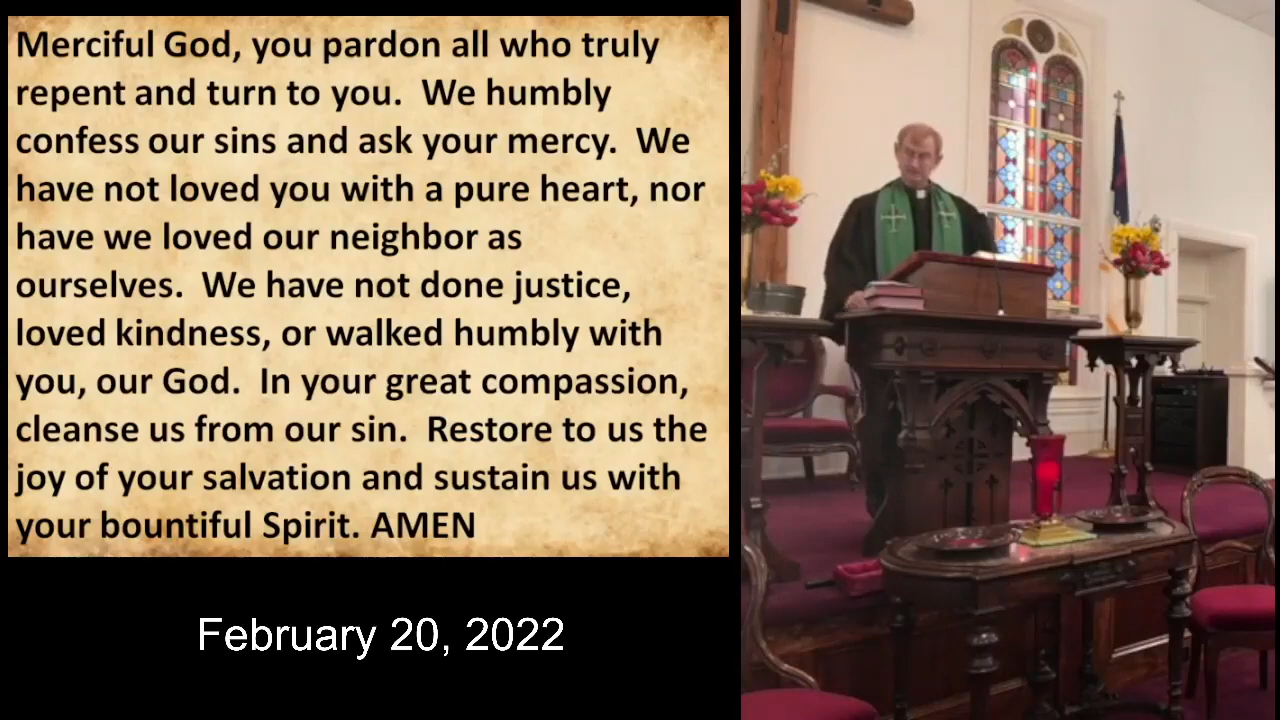 Merciful God, you pardon all who truly
repent and turn to you.  We humbly
confess our sins and ask your mercy.  We
have not loved you with a pure heart, nor
have we loved our neighbor as
ourselves.  We have not done justice,
loved kindness, or walked humbly with
you, our God.  In your great compassion,
cleanse us from our sin.  Restore to us the
joy of your salvation and sustain us with
your bountiful Spirit. AMEN
February 20, 2022